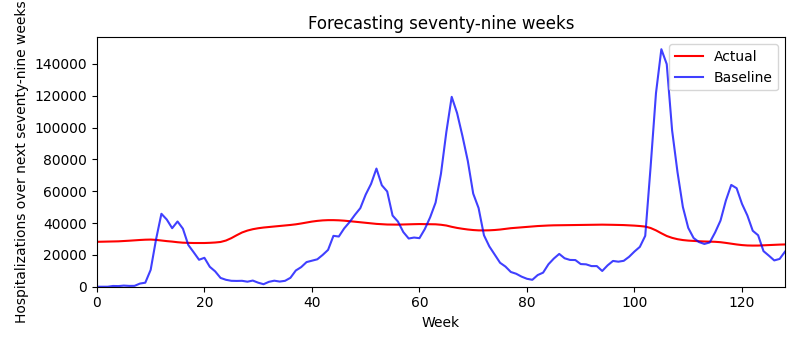 Forecasting seventy-nine weeks
Hospitalizations over next seventy-nine weeks
140000
120000
100000
80000
60000
40000
20000
0
Actual
Baseline
0 20 40 60 80 100 120
Week